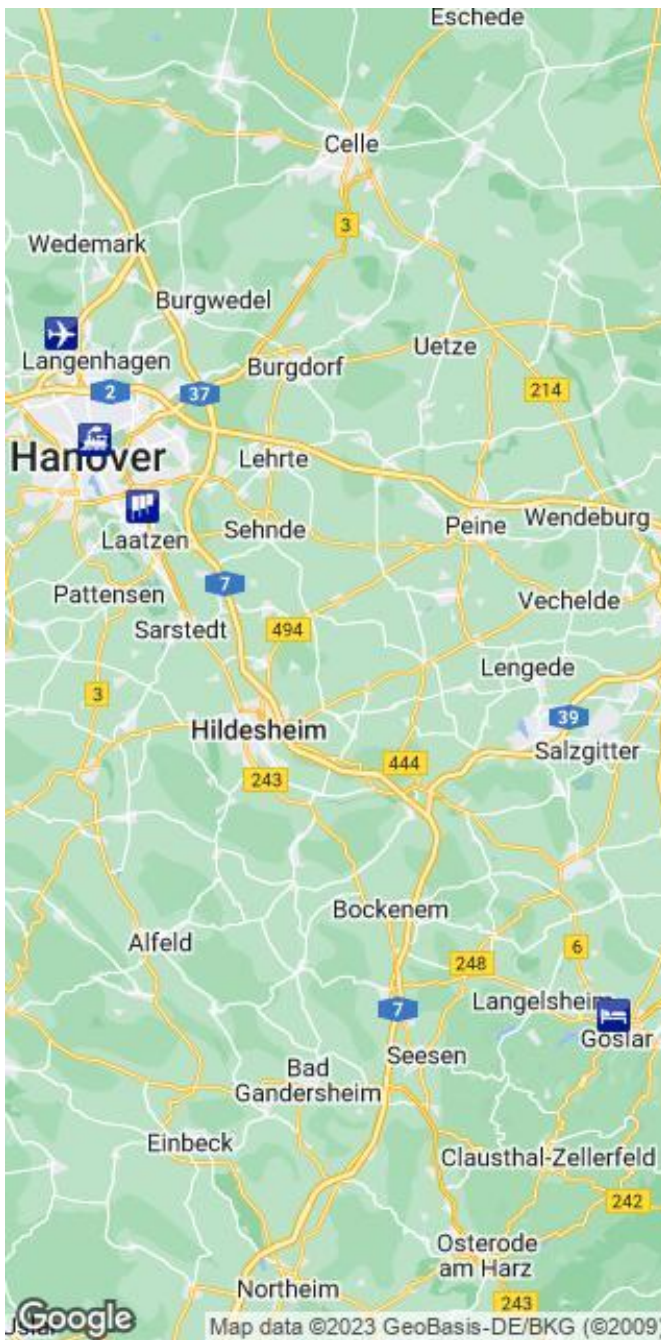 Eschede
Celle
3
Wedemark
Burgwedel
Langenhagen
Burgdorf
Uetze
2
37
214
Hanover
Lehrte
Peine
Wendeburg
Sehnde
Laatzen
7
Pattensen
Vechelde
Sarstedt
494
Lengede
3
39
Hildesheim
Salzgitter
444
243
Bockenem
Alfeld
6
248
Langelsheim
7
Goslar
Seesen
Bad
Gandersheim
Einbeck
Clausthal-Zellerfeld
242
Osterode
am Harz
Northeim
243
Google
Map data ©2023 GeoBasis-DE/BKG (©2009